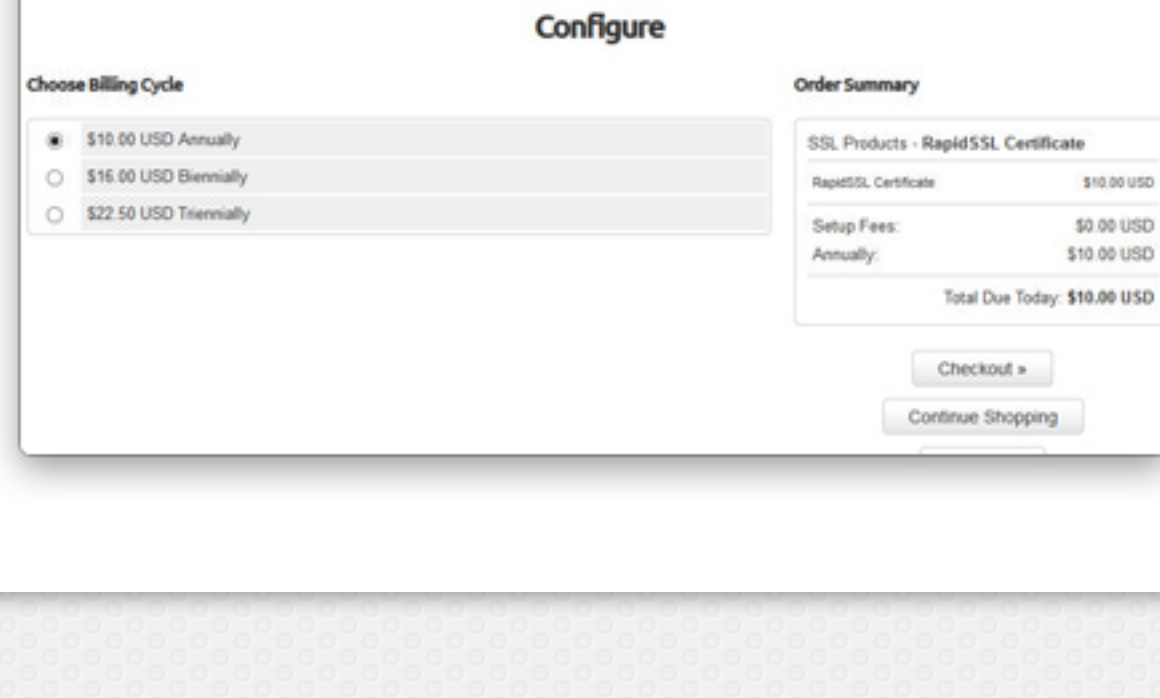 Configure
Choose Billing Cycle
$10.00 USD Annually
$16.00 USD Biennially
$22.50 USD Triennially
Order Summary
SSL Products - RapidSSL Certificate
RapidSSL Certificate $10.00 USD
Setup Fees: $0.00 USD
Annually: $10.00 USD
Total Due Today: $10.00 USD
Checkout »
Continue Shopping